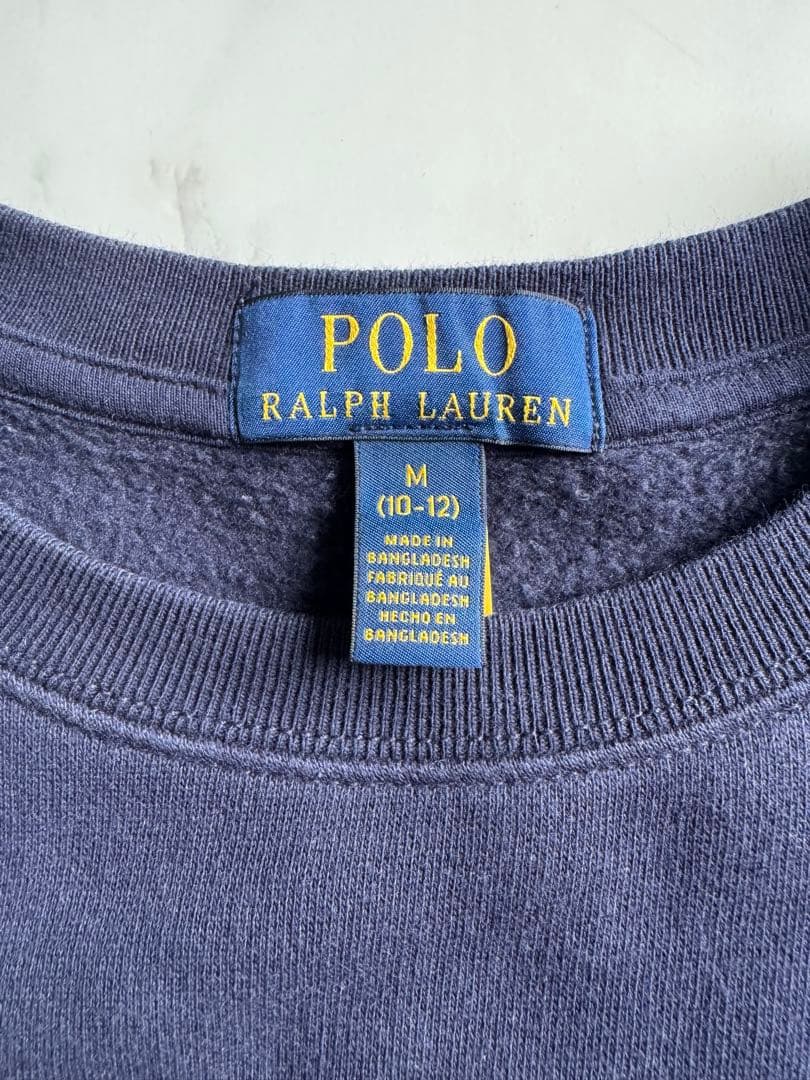 POLO
RALPH LAUREN
M
(10-12)
MADE IN
BANGLADESH
FABRIQUÉ AU
BANGLADESH
HECHO EN
BANGLADESH